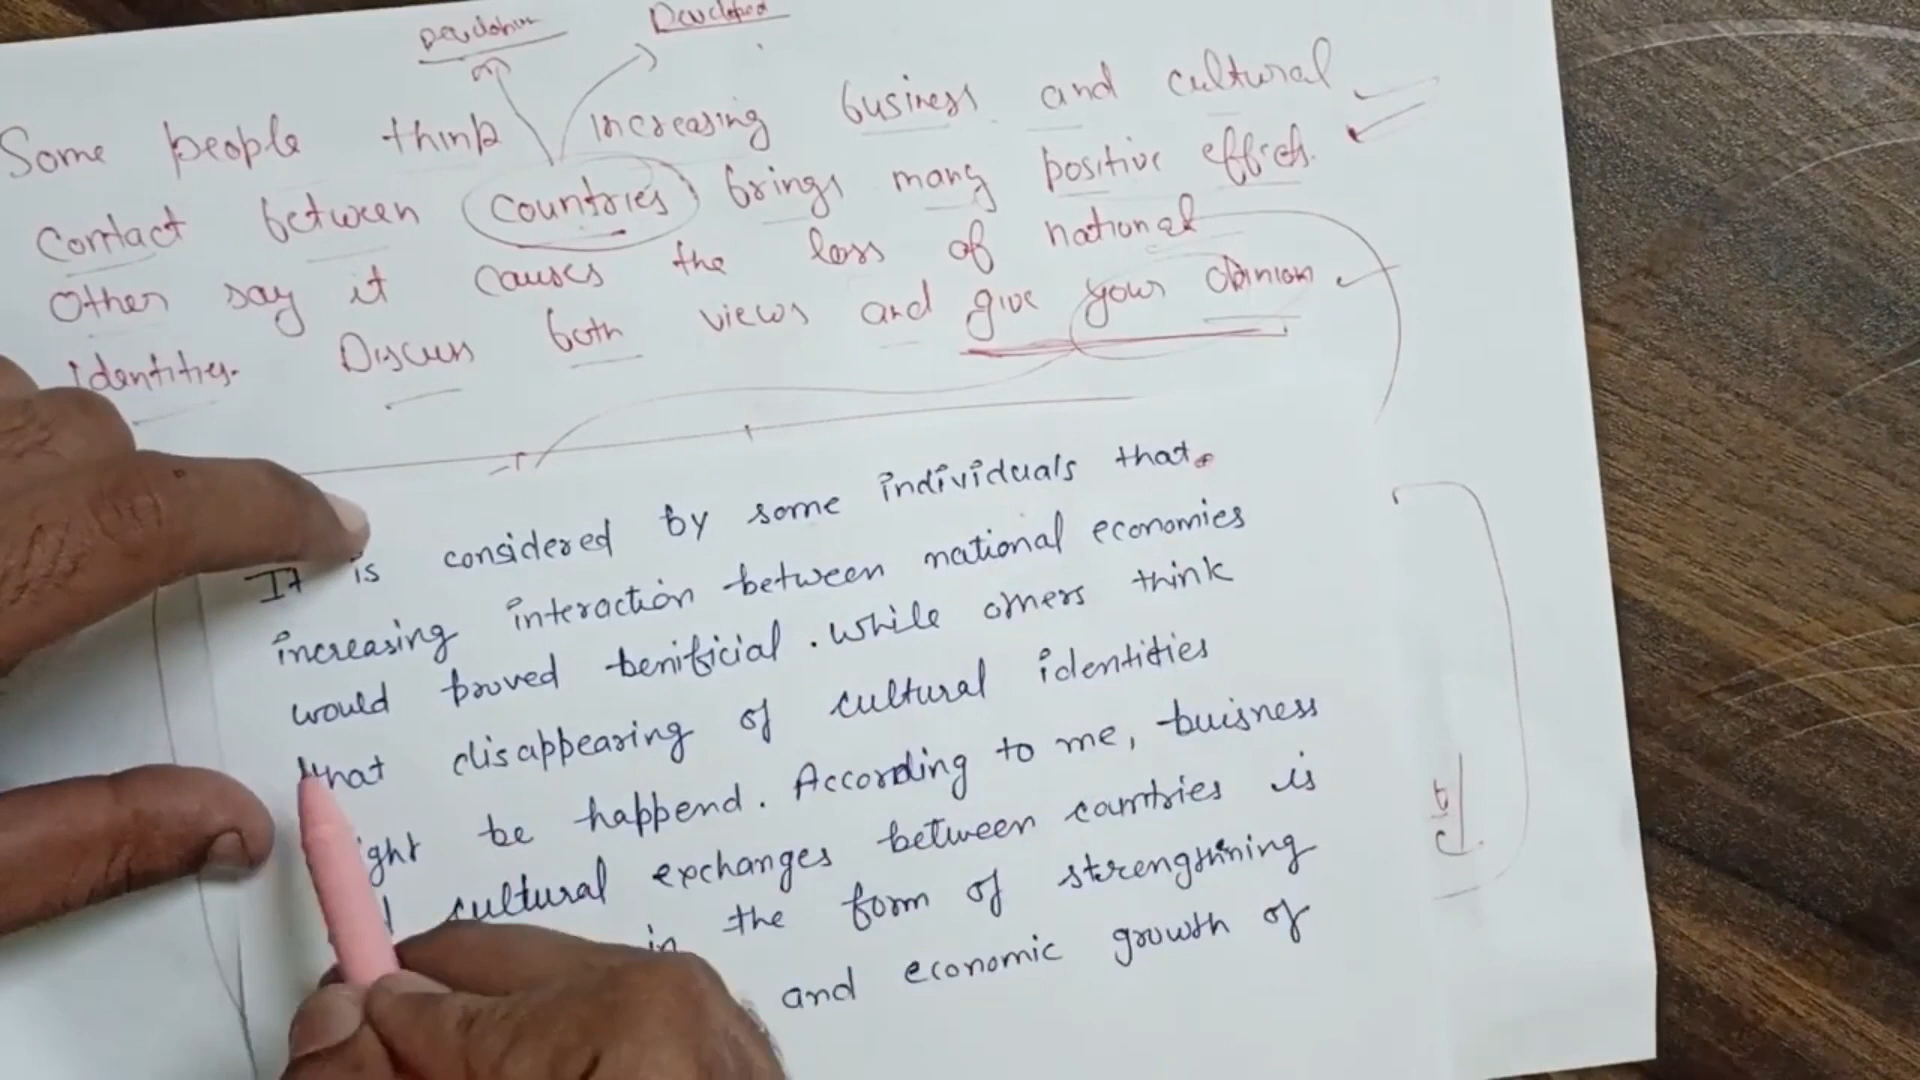 Developed
Some people think increasing business and cultural
contact between countries brings many positive effects.
Other say it causes the loss of national
identities. Discuss both views and give your opinion
It is considered by some individuals that
increasing interaction between national economies
would proved benificial. while others think
that disappearing of cultural identities
ight be happend. According to me, buisness
cultural exchanges between countries is
in the form of strengthining
and economic growth of